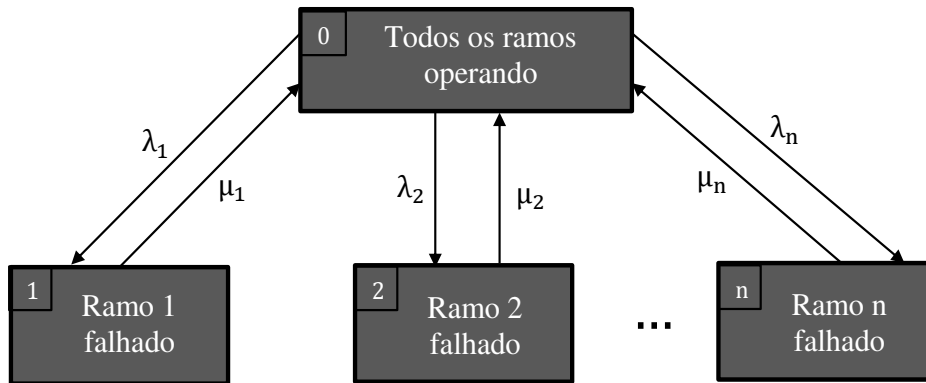 0
Todos os ramos
operando
λ1
μ1
λ2
μ2
μn
λn
1
Ramo 1
falhado
2
Ramo 2
falhado
...
n
Ramo n
falhado